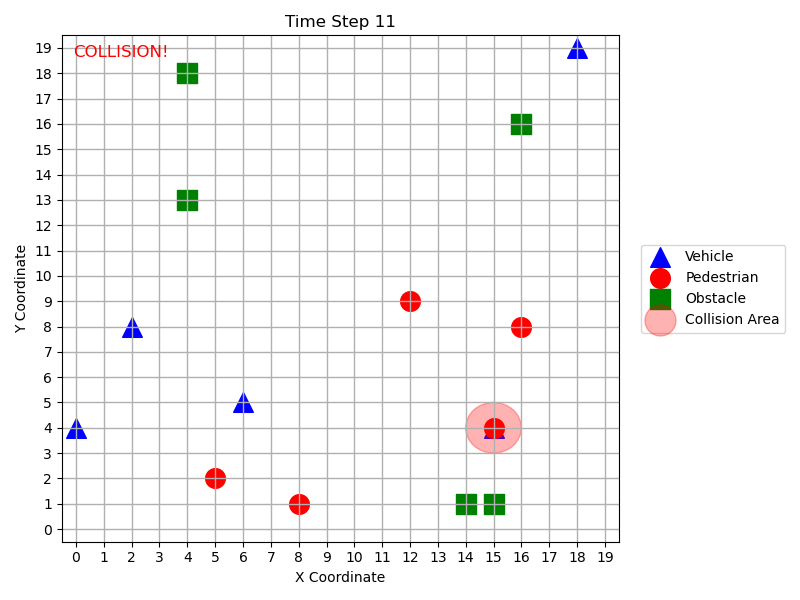 Time Step 11
COLLISION!
Y Coordinate
19
18
17
16
15
14
13
12
11
10
9
8
7
6
5
4
3
2
1
0
0 1 2 3 4 5 6 7 8 9 10 11 12 13 14 15 16 17 18 19
X Coordinate
Vehicle
Pedestrian
Obstacle
Collision Area